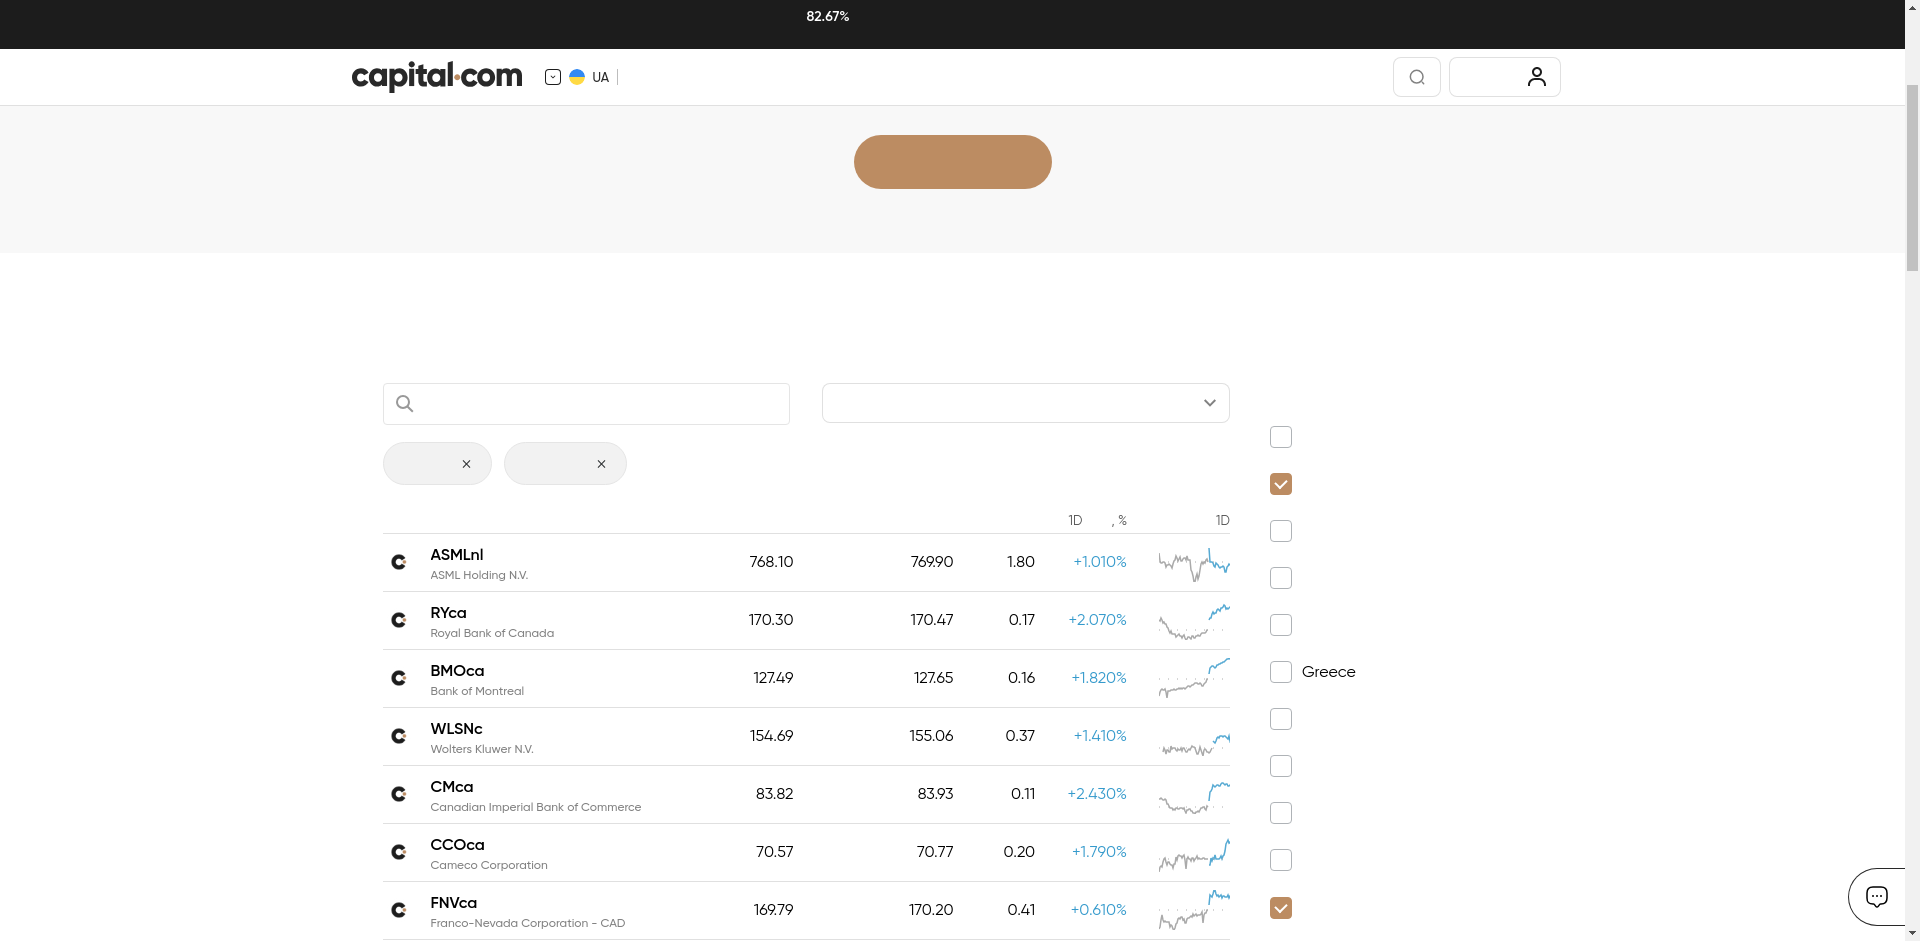 82.67%
capital.com
UA
1D , % 1D
ASMLnl
ASML Holding N.V.
768.10 769.90 1.80 +1.010%
RYca
Royal Bank of Canada
170.30 170.47 0.17 +2.070%
BMOca
Bank of Montreal
127.49 127.65 0.16 +1.820%
Greece
WLSNc
Wolters Kluwer N.V.
154.69 155.06 0.37 +1.410%
CMca
Canadian Imperial Bank of Commerce
83.82 83.93 0.11 +2.430%
CCOca
Cameco Corporation
70.57 70.77 0.20 +1.790%
FNVca
Franco-Nevada Corporation - CAD
169.79 170.20 0.41 +0.610%